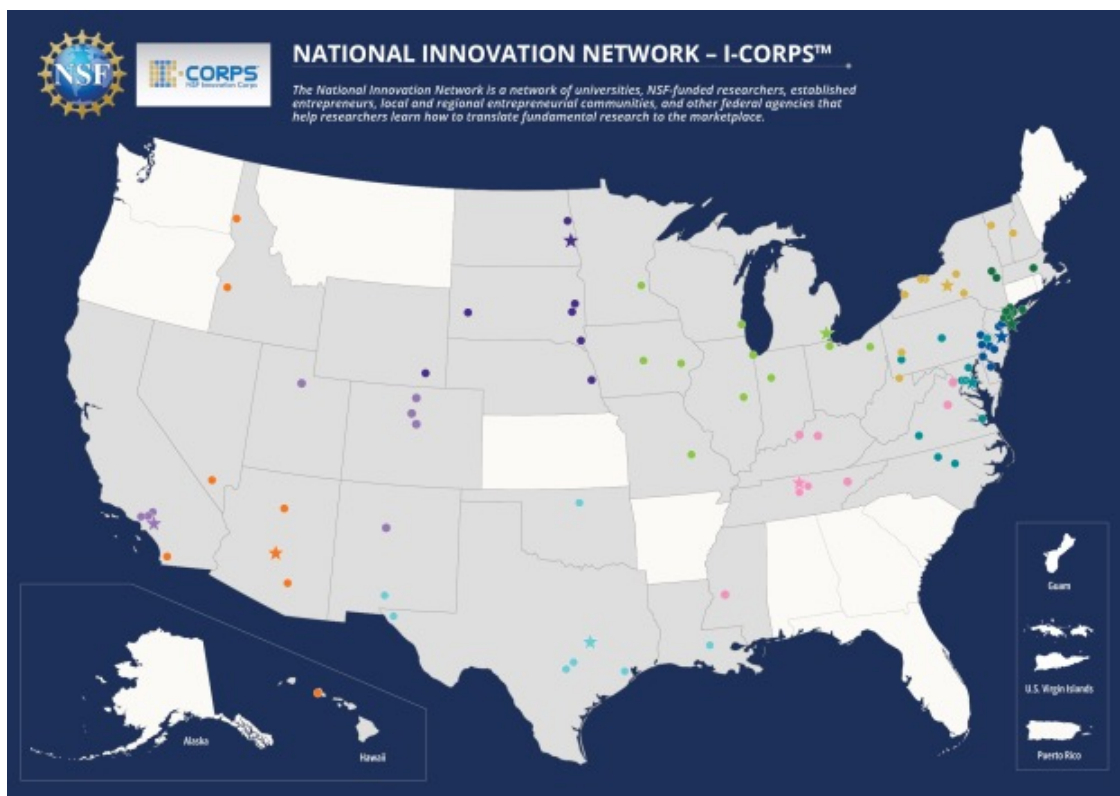 NSF
I-CORPS
NSF Innovation Corps
NATIONAL INNOVATION NETWORK – I-CORPS™
The National Innovation Network is a network of universities, NSF-funded researchers, established
entrepreneurs, local and regional entrepreneurial communities, and other federal agencies that
help researchers learn how to translate fundamental research to the marketplace.
Guam
U.S. Virgin Islands
Puerto Rico
Alaska
Hawaii